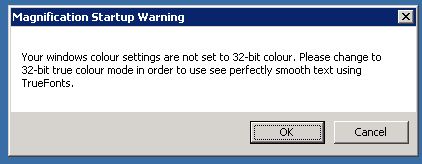 Magnification Startup Warning
Your windows colour settings are not set to 32-bit colour. Please change to
32-bit true colour mode in order to use see perfectly smooth text using
TrueFonts.
OK
Cancel